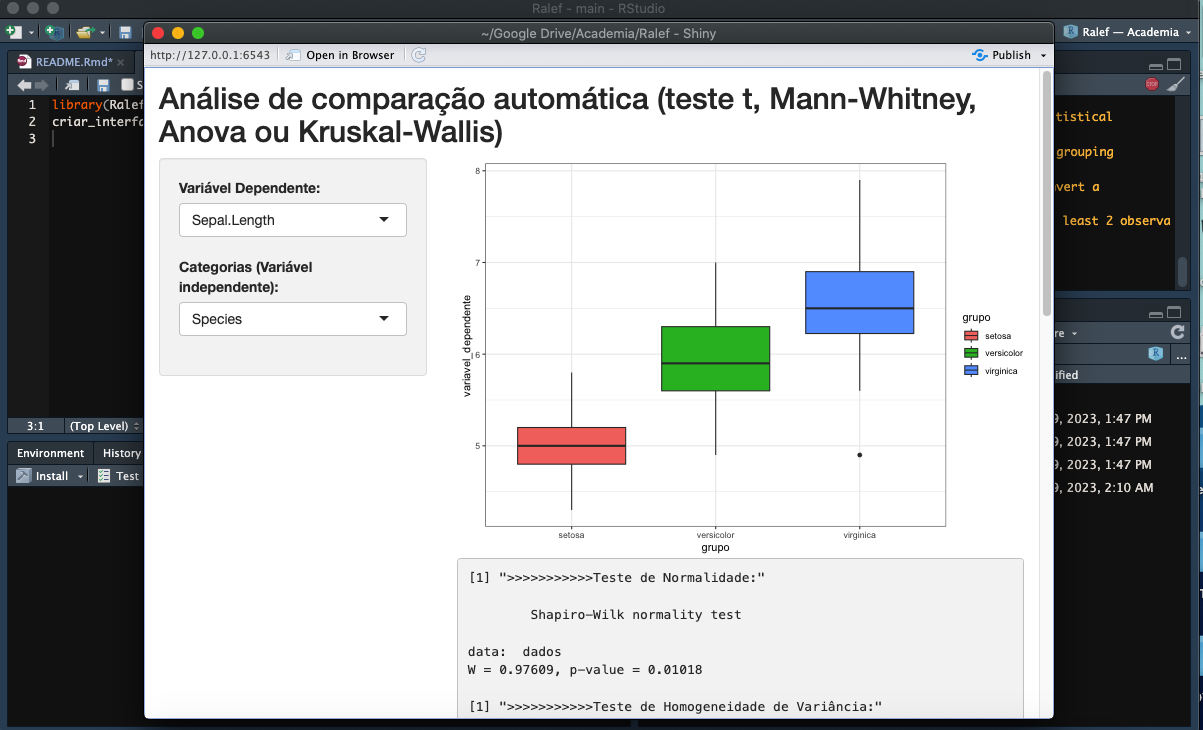 Ralef - main - RStudio
~/Google Drive/Academia/Ralef - Shiny
Ralef — Academia
http://127.0.0.1:6543
Open in Browser
Publish
README.Rmd*
1 library(Ralef
2 criar_interfa
3
Análise de comparação automática (teste t, Mann-Whitney,
Anova ou Kruskal-Wallis)
Variável Dependente:
Sepal.Length
Categorias (Variável
independente):
Species
8
7
6
5
variavel_dependente
setosa
versicolor
virginica
grupo
grupo
setosa
versicolor
virginica
[1] ">>>>>>>>>>>Teste de Normalidade:"
Shapiro-Wilk normality test
data: dados
W = 0.97609, p-value = 0.01018
[1] ">>>>>>>>>>>Teste de Homogeneidade de Variância:"
3:1
(Top Level)
Environment
History
Install
Test
tistical
grouping
vert a
least 2 observa
re
ified
9, 2023, 1:47 PM
9, 2023, 1:47 PM
9, 2023, 1:47 PM
9, 2023, 2:10 AM